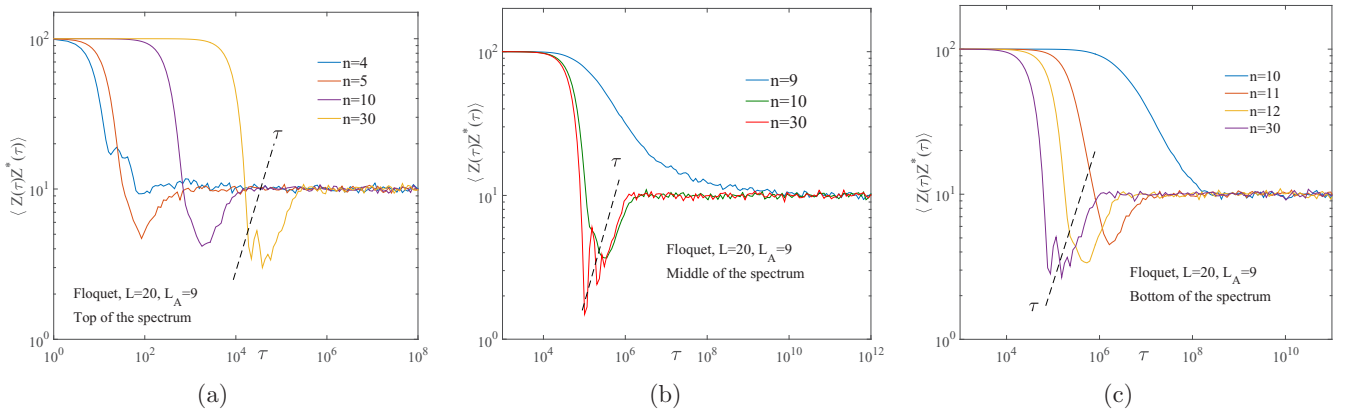 ⟨ Z(τ)Z*(τ)⟩
10^2
10^1
10^0
n=4
n=5
n=10
n=30
τ
Floquet, L=20, L_A=9
Top of the spectrum
10^0
10^2
10^4
τ
10^6
10^8
(a)
⟨ Z(τ)Z*(τ)⟩
10^2
10^1
10^0
n=9
n=10
n=30
τ
Floquet, L=20, L_A=9
Middle of the spectrum
10^4
10^6
τ
10^8
10^10
10^12
(b)
⟨ Z(τ)Z*(τ)⟩
10^2
10^1
10^0
n=10
n=11
n=12
n=30
τ
Floquet, L=20, L_A=9
Bottom of the spectrum
10^4
10^6
τ
10^8
10^10
(c)